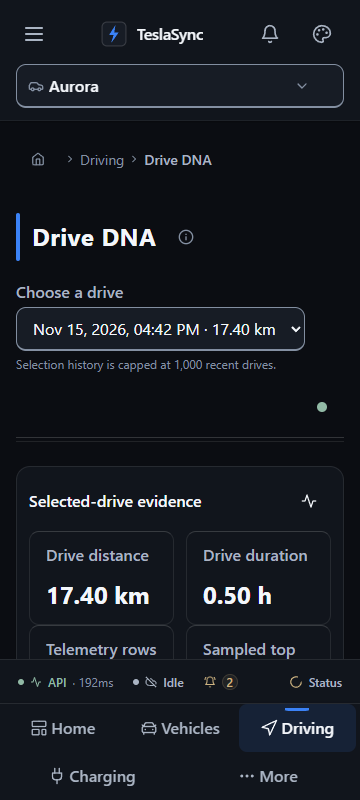 TeslaSync
Aurora
Driving Drive DNA
Drive DNA
Choose a drive
Nov 15, 2026, 04:42 PM · 17.40 km
Selection history is capped at 1,000 recent drives.
Selected-drive evidence
Drive distance
17.40 km
Drive duration
0.50 h
Telemetry rows
Sampled top
API · 192ms Idle 2 Status
Home Vehicles Driving
Charging More